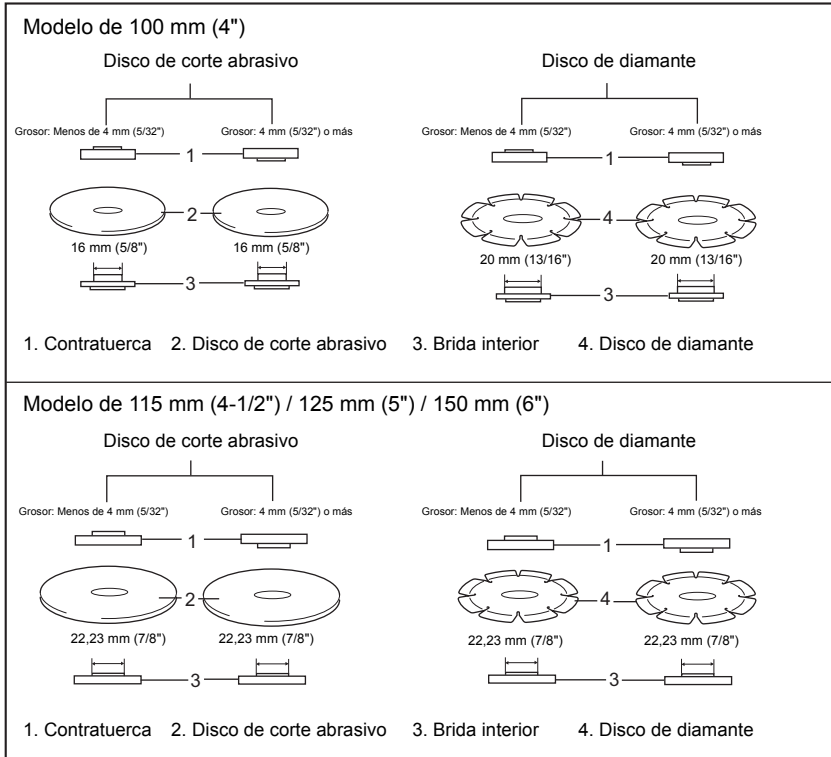 Modelo de 100 mm (4")
Disco de corte abrasivo
Disco de diamante
Grosor: Menos de 4 mm (5/32")
Grosor: 4 mm (5/32") o más
Grosor: Menos de 4 mm (5/32")
Grosor: 4 mm (5/32") o más
1
1
2
4
16 mm (5/8")
16 mm (5/8")
20 mm (13/16")
20 mm (13/16")
3
3
1. Contratuerca 2. Disco de corte abrasivo 3. Brida interior 4. Disco de diamante
Modelo de 115 mm (4-1/2") / 125 mm (5") / 150 mm (6")
Disco de corte abrasivo
Disco de diamante
Grosor: Menos de 4 mm (5/32")
Grosor: 4 mm (5/32") o más
Grosor: Menos de 4 mm (5/32")
Grosor: 4 mm (5/32") o más
1
1
2
4
22,23 mm (7/8")
22,23 mm (7/8")
22,23 mm (7/8")
22,23 mm (7/8")
3
3
1. Contratuerca 2. Disco de corte abrasivo 3. Brida interior 4. Disco de diamante